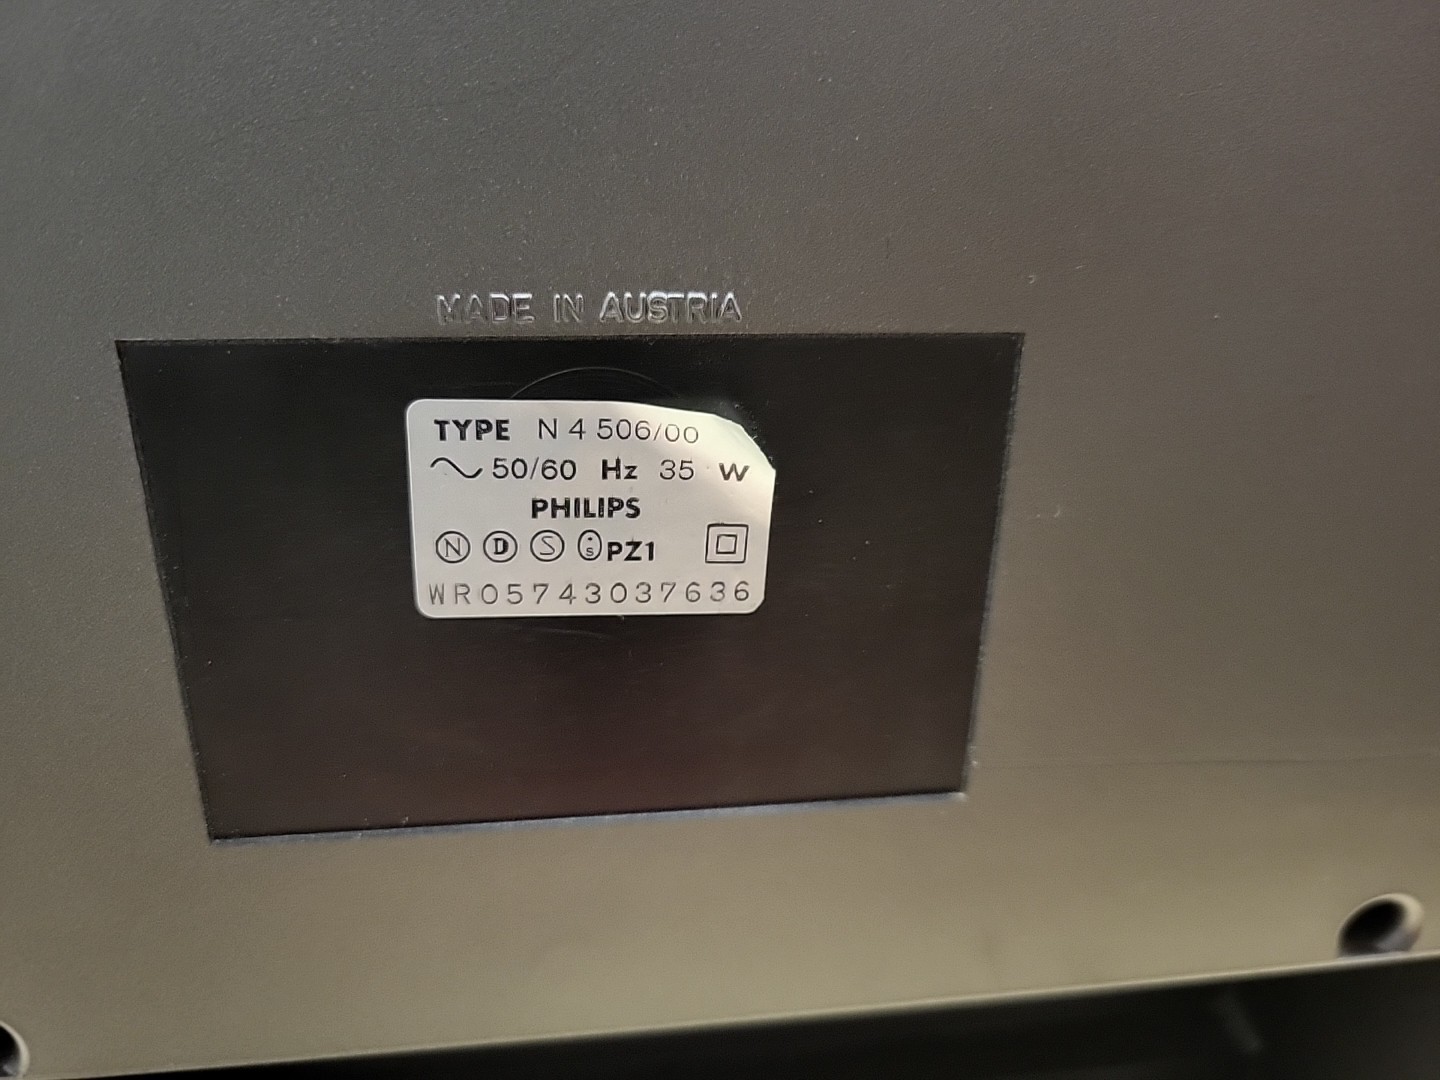 MADE IN AUSTRIA
TYPE N 4 506/00
~ 50/60 Hz 35 W
PHILIPS
N D S S PZ1
WR05743037636